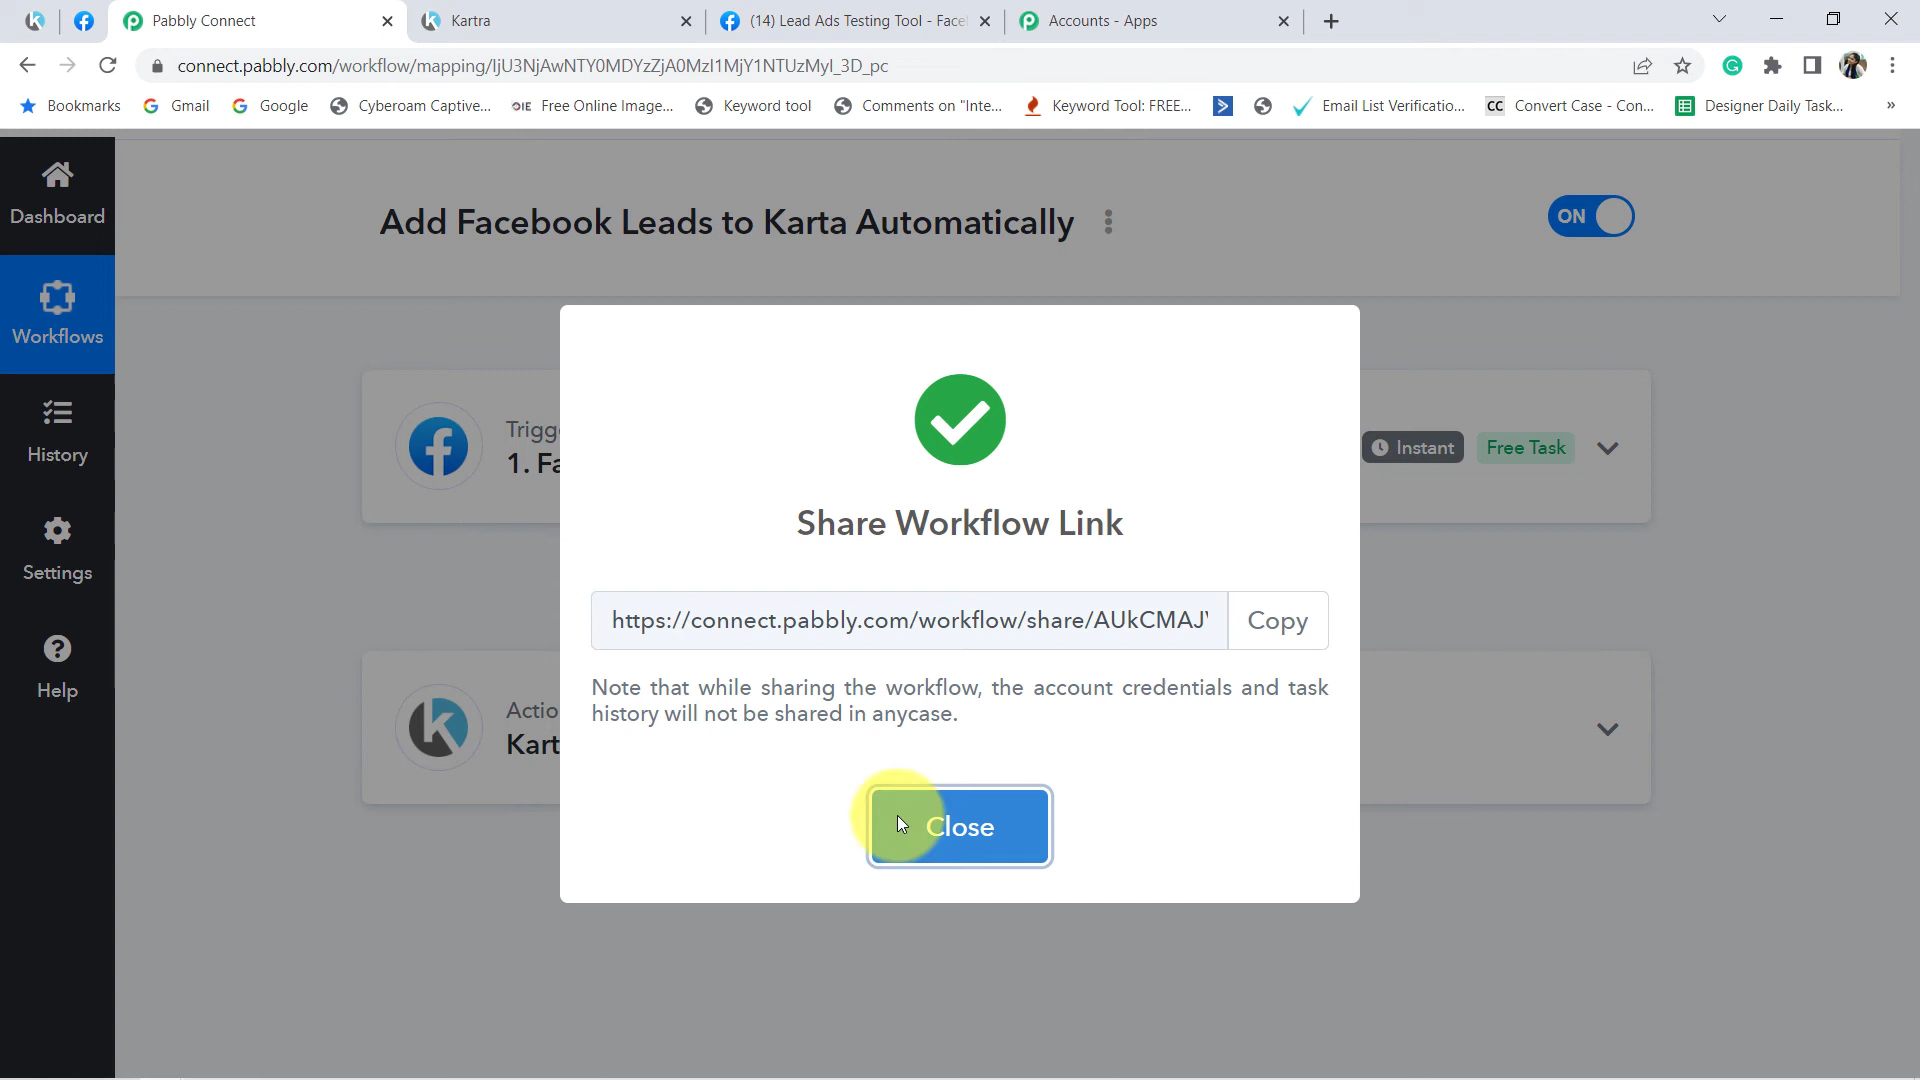 Pabbly Connect
Kartra
(14) Lead Ads Testing Tool - Face
Accounts - Apps
connect.pabbly.com/workflow/mapping/IjU3NjAwNTY0MDYzZjA0MzI1MjY1NTUzMyI_3D_pc
Bookmarks
Gmail
Google
Cyberoam Captive...
Free Online Image...
Keyword tool
Comments on "Inte...
Keyword Tool: FREE...
Email List Verificatio...
CC
Convert Case - Con...
Designer Daily Task...
»
Dashboard
Workflows
History
Settings
Help
Add Facebook Leads to Karta Automatically
ON
Trigg
1. Fa
Instant
Free Task
Actio
Kart
Share Workflow Link
https://connect.pabbly.com/workflow/share/AUkCMAJ
Copy
Note that while sharing the workflow, the account credentials and task
history will not be shared in anycase.
Close